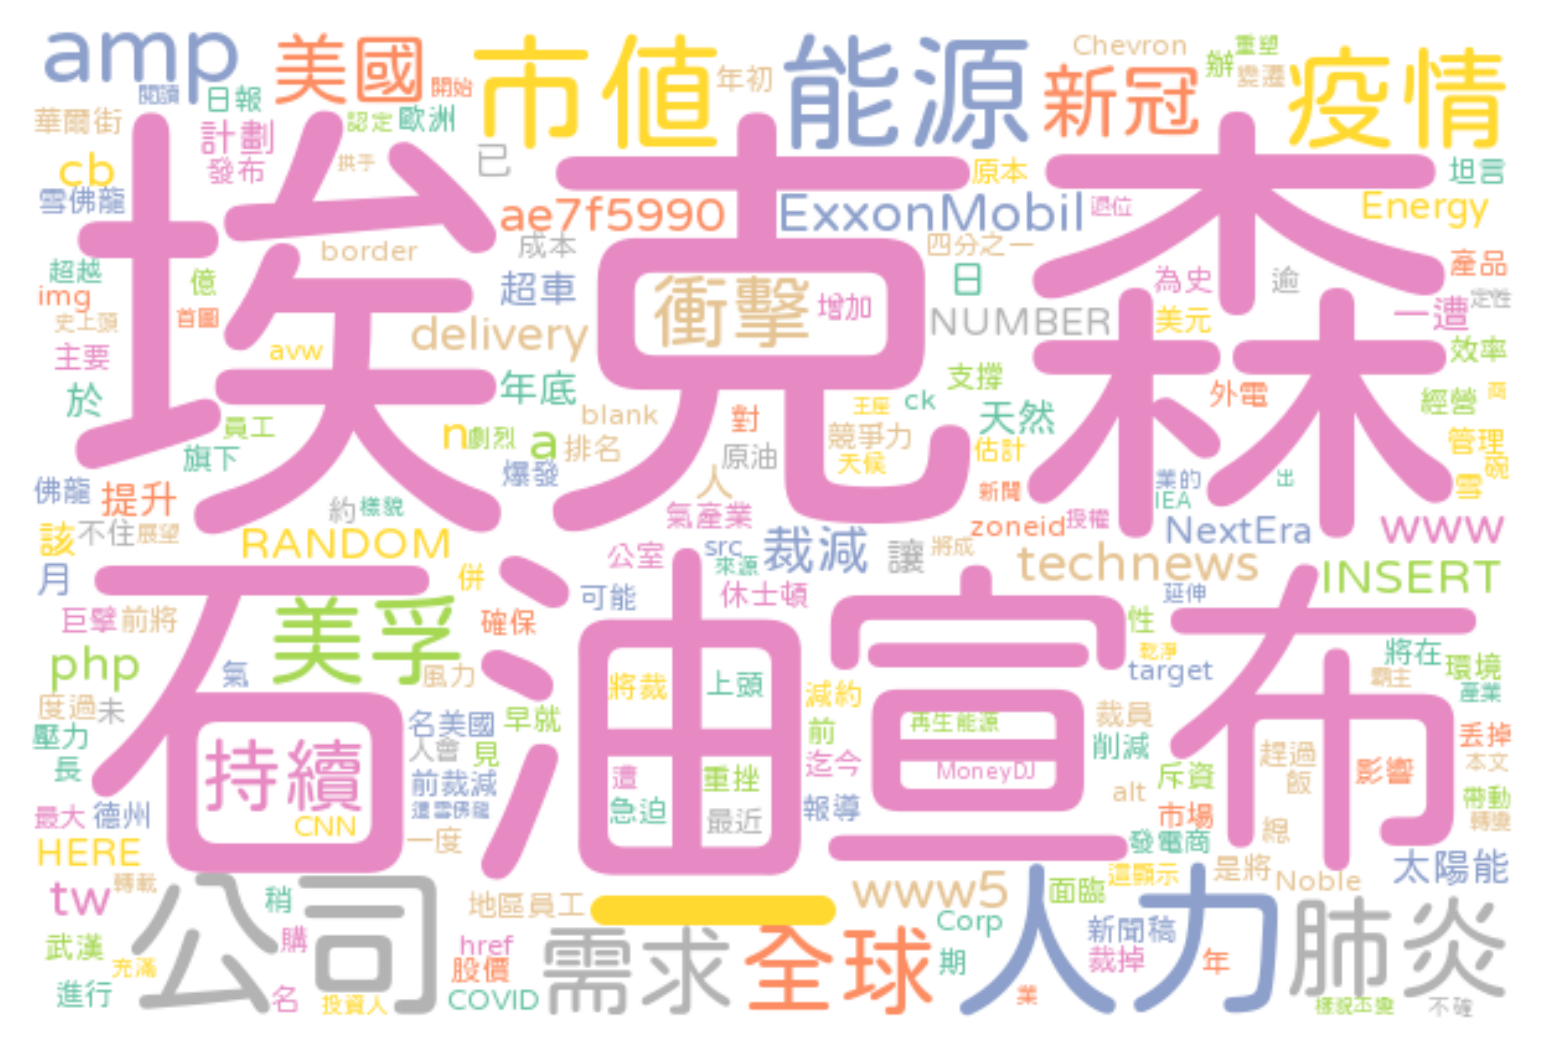 amp
美國
市值
能源
新冠
疫情
Chevron
重塑
辦
變遷
年初
開始
閱讀
日報
華爾街
計劃
認定
歐洲
cb
發布
拱手
已
原本
坦言
雪佛龍
ae7f5990
ExxonMobil
退位
Energy
埃克森
border
成本
四分之一
超越
億
超車
衝擊
增加
日
為史
逾
產品
img
首圖
史上頭
delivery
NUMBER
美元
一遭
定性
主要
avw
年底
支撐
效率
於
員工
blank
對
王座
ck
天然
外電
經營
商
n
劇烈
a
排名
原油
競爭力
估計
管理
旗下
爆發
人
天候
佛龍
提升
約
樣貌
氣產業
新聞
業的
出
雪
碗
IEA
該
不住
展望
RANDOM
公室
src
來源
裁減
讓
將成
zoneid
授權
NextEra
www
月
併
可能
休士頓
technews
延伸
INSERT
石油宣布
巨擘
前將
美孚
確保
性
php
氣
風力
將裁
上頭
減約
乾淨
target
將在
環境
霸主
產業
度過
未
名美國
早就
前
再生能源
裁員
壓力
人會
見
削減
丟掉
長
持續
前裁減
遭
重挫
迄今
MoneyDJ
斥資
趕過
飯
影響
本文
最大
德州
CNN
遭雪佛龍
急迫
最近
報導
alt
市場
總
帶動
轉變
HERE
一度
發電商
tw
轉載
公司
稍
地區員工
一
www5
人力
面臨
這顯示
是將
Noble
太陽能
武漢
購
href
需求
全球
Corp
新聞稿
肺炎
充滿
股價
期
裁掉
年
進行
名
投資人
COVID
業
樣貌丕變
不確